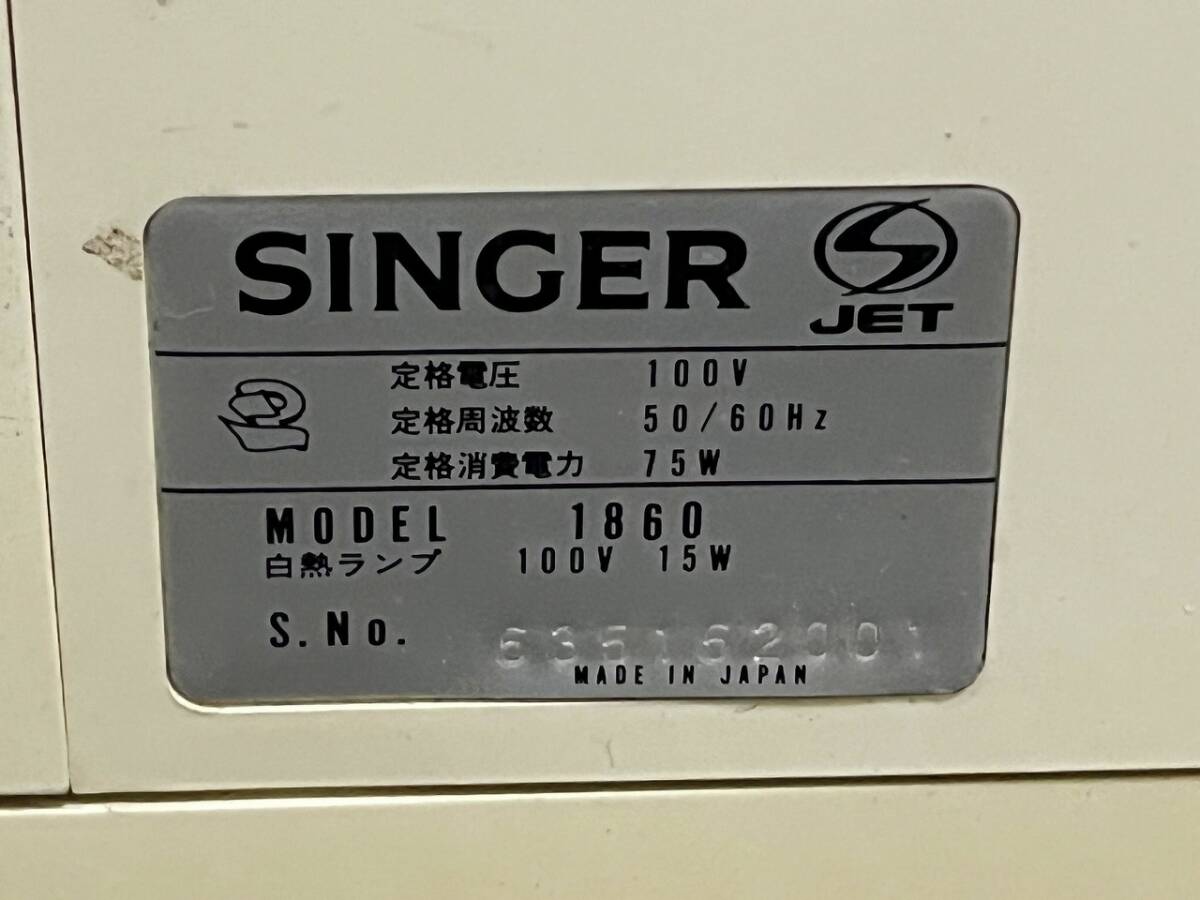 SINGER
JET
定格電圧 100V
定格周波数 50/60Hz
定格消費電力 75W
MODEL 1860
白熱ランプ 100V 15W
S.No. 635162001
MADE IN JAPAN